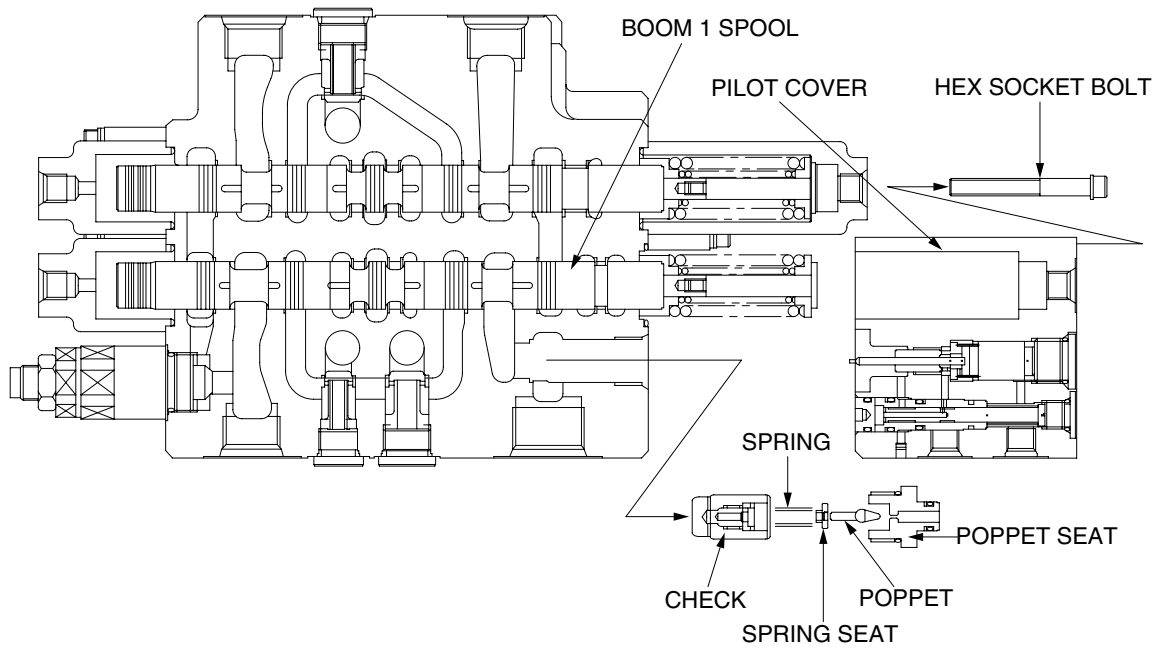 BOOM 1 SPOOL
PILOT COVER
HEX SOCKET BOLT
SPRING
POPPET SEAT
CHECK
POPPET
SPRING SEAT